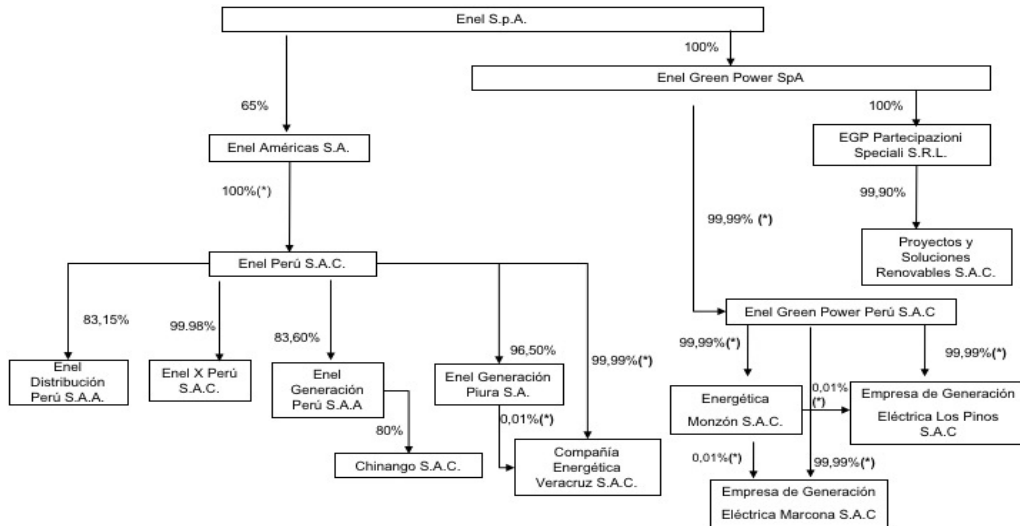 Enel S.p.A.
100%
Enel Green Power SpA
65%
100%
Enel Américas S.A.
EGP Partecipazioni
Speciali S.R.L.
100%(*)
99,90%
99,99% (*)
Proyectos y
Soluciones
Renovables S.A.C.
Enel Perú S.A.C.
Enel Green Power Perú S.A.C
83,15%
99.98%
83,60%
96,50%
99,99%(*)
99,99%(*)
99,99%(*)
Enel
Distribución
Perú S.A.A.
Enel X Perú
S.A.C.
Enel
Generación
Perú S.A.A
Enel Generación
Piura S.A.
Energética
Monzón S.A.C.
0,01%
(*)
Empresa de Generación
Eléctrica Los Pinos
S.A.C
0,01%(*)
80%
Chinango S.A.C.
Compañía
Energética
Veracruz S.A.C.
0,01%(*)
99,99%(*)
Empresa de Generación
Eléctrica Marcona S.A.C